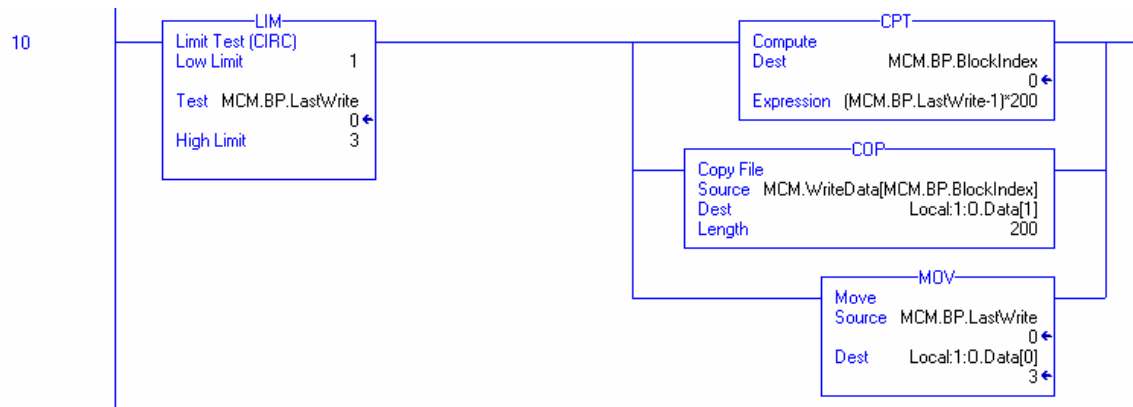 10
LIM
Limit Test (CIRC)
Low Limit 1
Test MCM.BP.LastWrite
0
High Limit 3
CPT
Compute
Dest MCM.BP.BlockIndex
0
Expression (MCM.BP.LastWrite-1)*200
COP
Copy File
Source MCM.WriteData[MCM.BP.BlockIndex]
Dest Local:1:O.Data[1]
Length 200
MOV
Move
Source MCM.BP.LastWrite
0
Dest Local:1:O.Data[0]
3